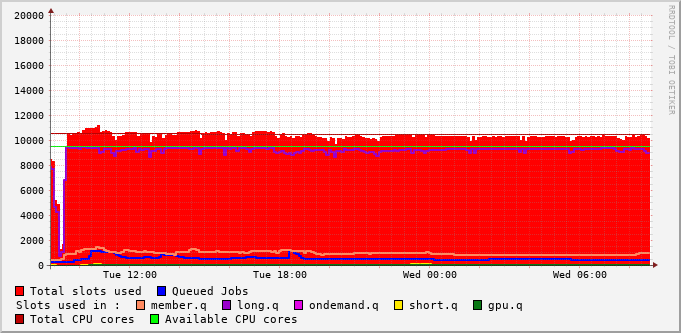 RRDTOOL / TOBI OETIKER
20000
18000
16000
14000
12000
10000
8000
6000
4000
2000
0
Tue 12:00 Tue 18:00 Wed 00:00 Wed 06:00
Total slots used Queued Jobs
Slots used in : member.q long.q ondemand.q short.q gpu.q
Total CPU cores Available CPU cores